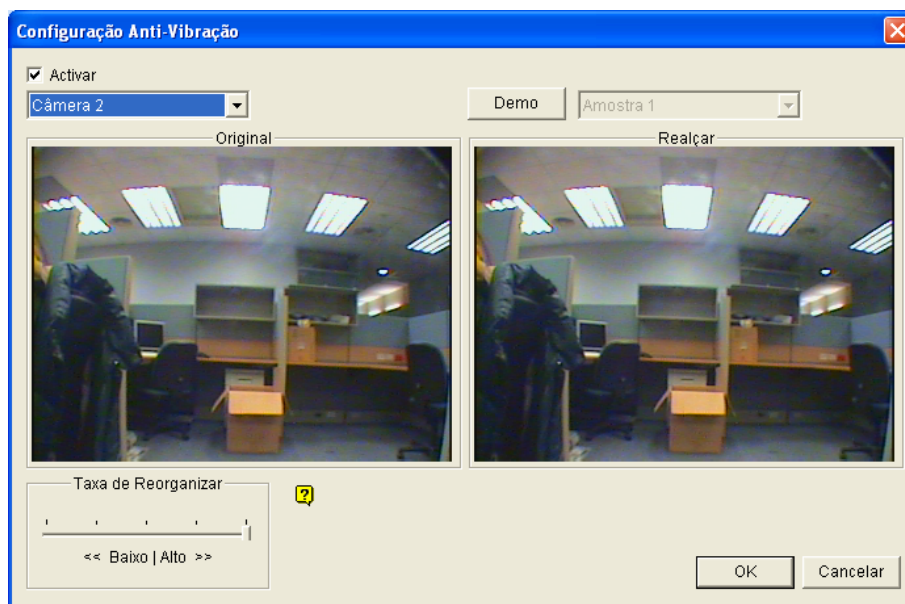 Configuração Anti-Vibração
Activar
Câmera 2
Demo
Amostra 1
Original
Realçar
Taxa de Reorganizar
?
<< Baixo | Alto >>
OK
Cancelar